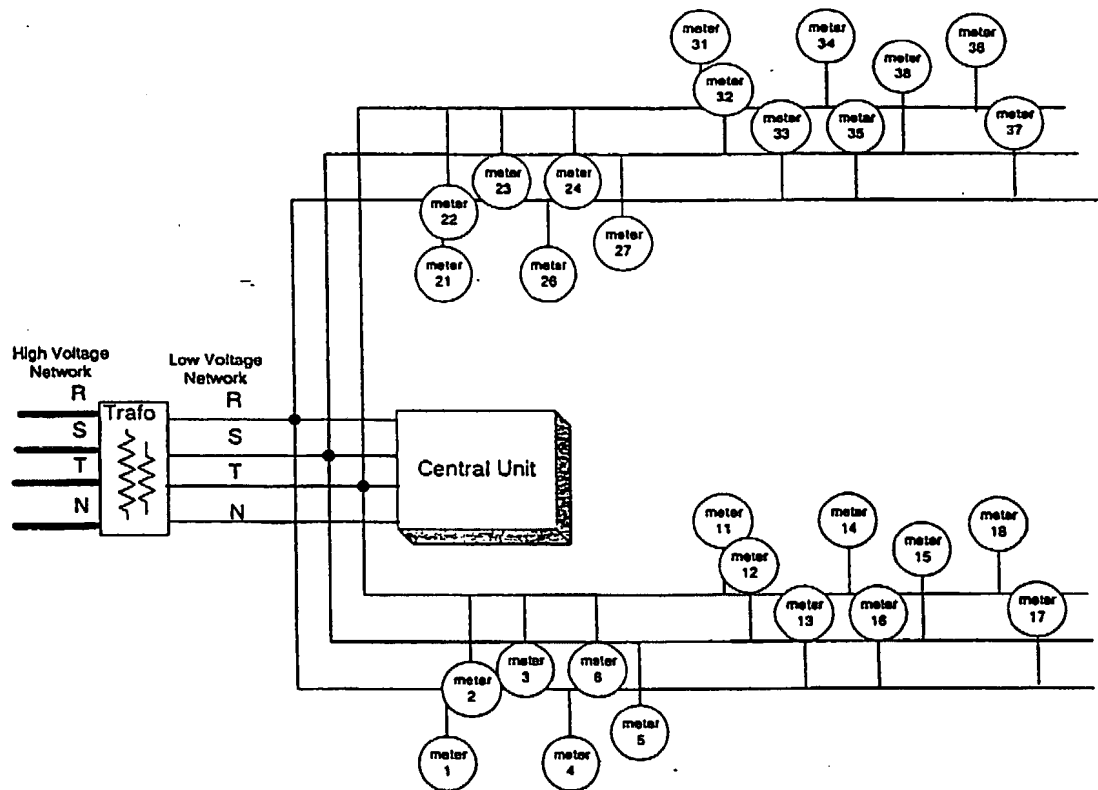 meter
31
meter
34
meter
38
meter
36
meter
32
meter
33
meter
35
meter
37
meter
23
meter
24
meter
22
meter
27
meter
21
meter
26
High Voltage
Network
Low Voltage
Network
R
S
T
N
Trafo
R
S
T
N
Central Unit
meter
11
meter
14
meter
15
meter
18
meter
12
meter
13
meter
16
meter
17
meter
3
meter
6
meter
2
meter
5
meter
1
meter
4